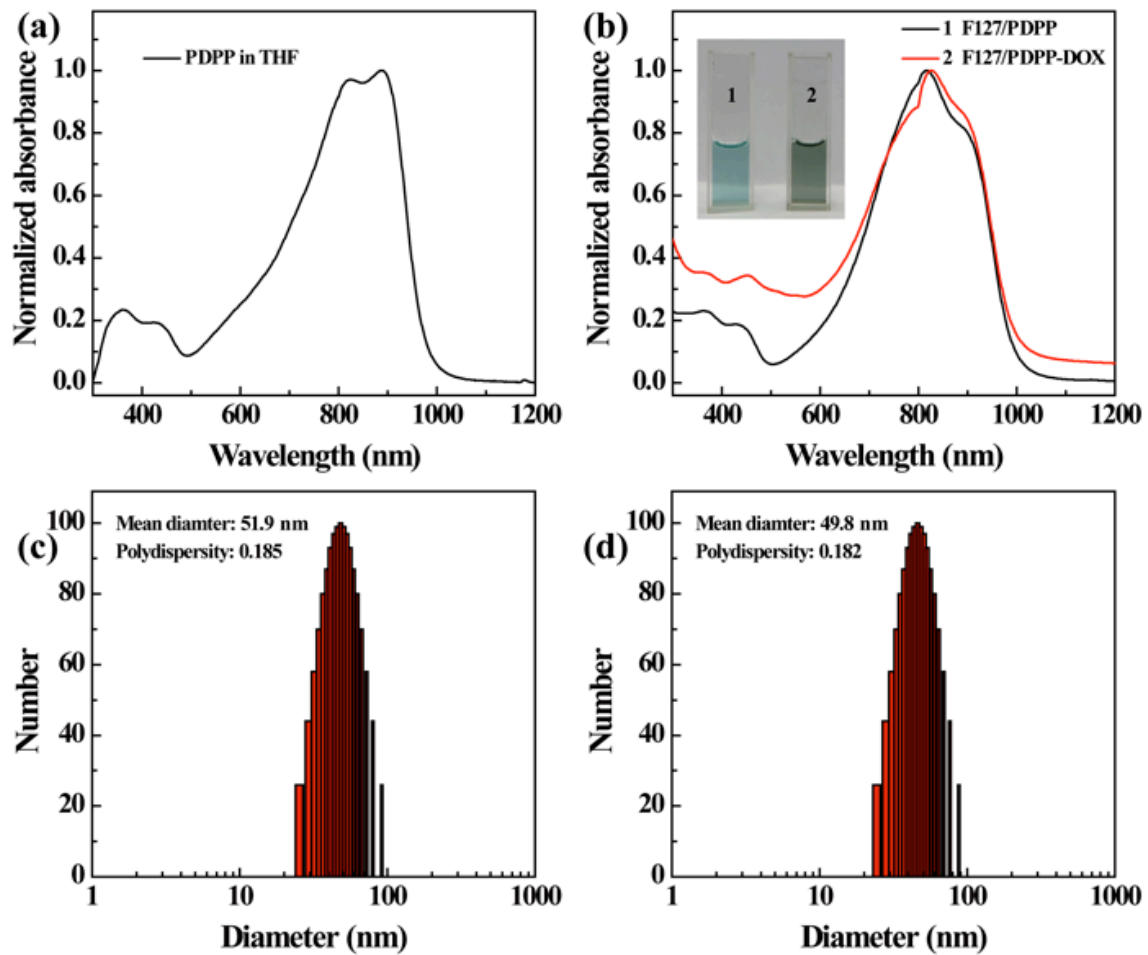 (a)
PDPP in THF
Normalized absorbance
1.0
0.8
0.6
0.4
0.2
0.0
400 600 800 1000 1200
Wavelength (nm)
(b)
1 F127/PDPP
2 F127/PDPP-DOX
1 2
Normalized absorbance
1.0
0.8
0.6
0.4
0.2
0.0
400 600 800 1000 1200
Wavelength (nm)
(c)
Mean diamter: 51.9 nm
Polydispersity: 0.185
Number
100
80
60
40
20
0
1 10 100 1000
Diameter (nm)
(d)
Mean diamter: 49.8 nm
Polydispersity: 0.182
Number
100
80
60
40
20
0
1 10 100 1000
Diameter (nm)